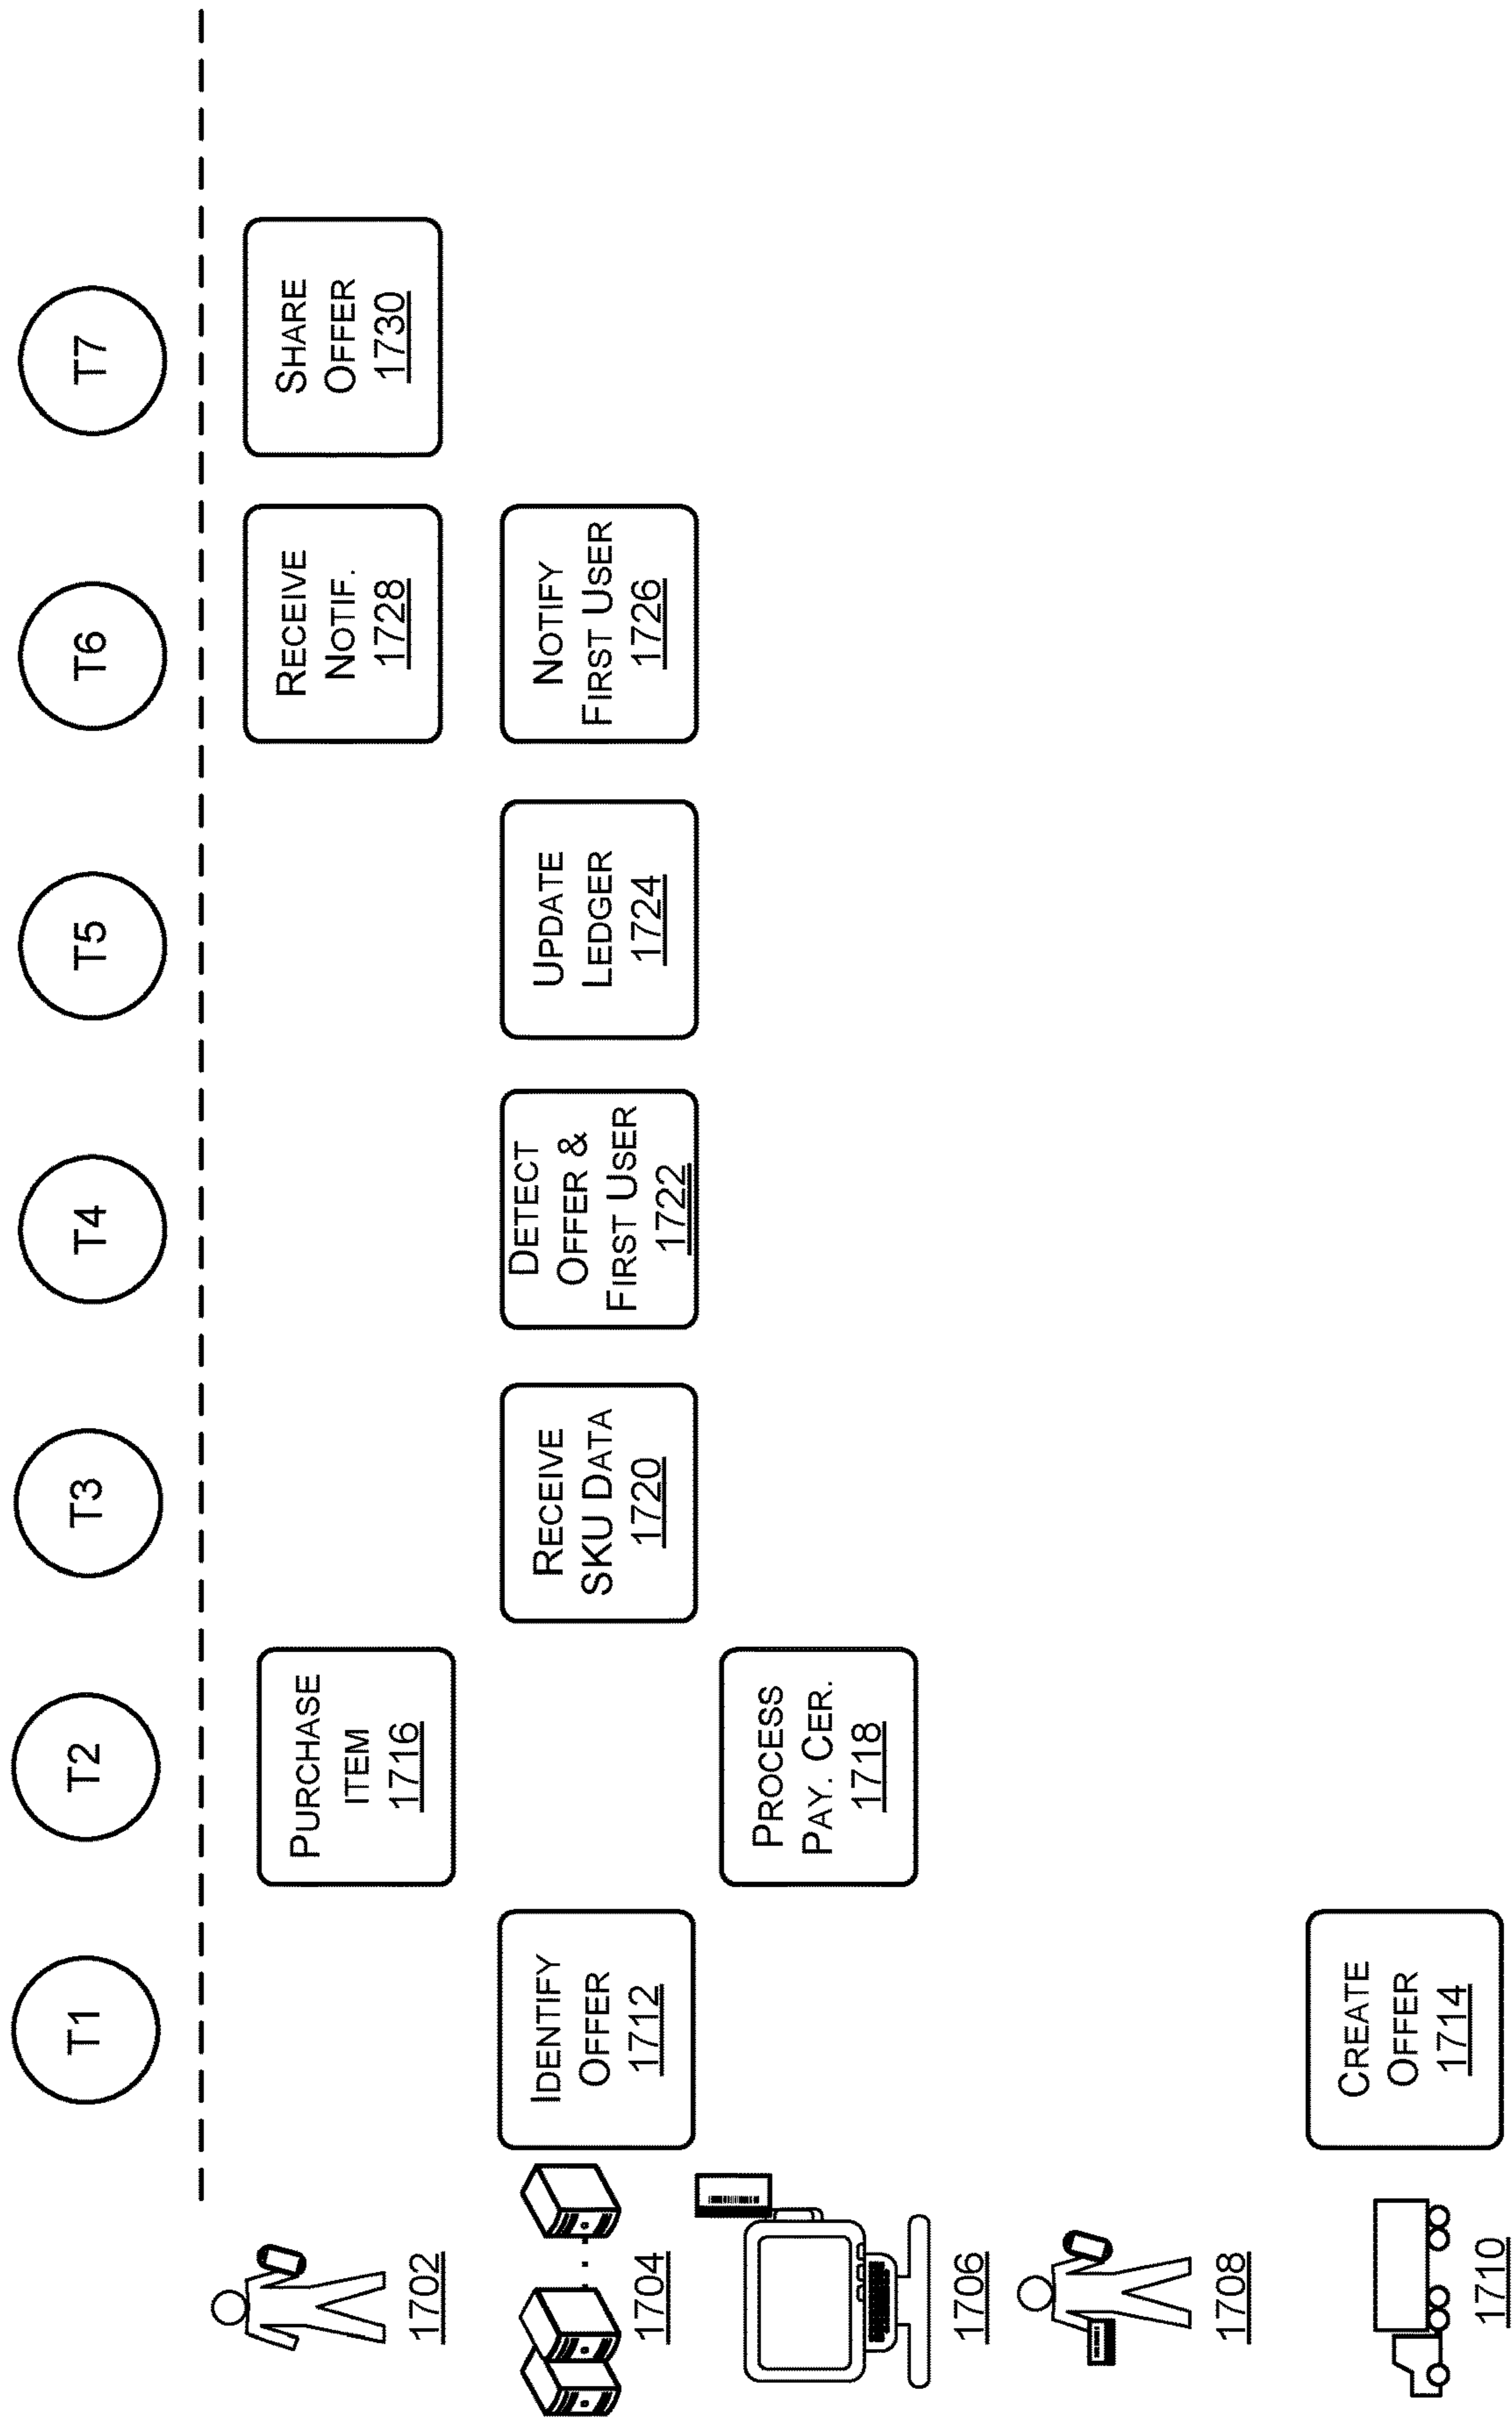 T1
T2
T3
T4
T5
T6
T7
1702
PURCHASE
ITEM
1716
RECEIVE
NOTIF.
1728
SHARE
OFFER
1730
1704
IDENTIFY
OFFER
1712
RECEIVE
SKU DATA
1720
DETECT
OFFER &
FIRST USER
1722
UPDATE
LEDGER
1724
NOTIFY
FIRST USER
1726
1706
PROCESS
PAY. CER.
1718
1708
1710
CREATE
OFFER
1714